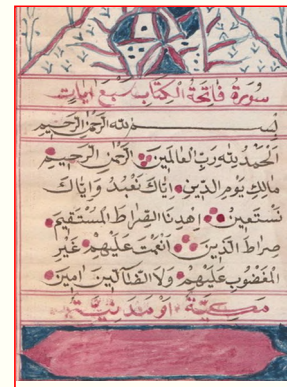 سورة فاتحة الكتاب سبع ايات
بسم الله الرحمن الرحيم
الحمد لله رب العالمين الرحمن الرحيم
مالك يوم الدين اياك نعبد واياك
نستعين اهدنا الصراط المستقيم
صراط الذين انعمت عليهم غير
المغضوب عليهم ولا الضالين امين
مكية او مدنية